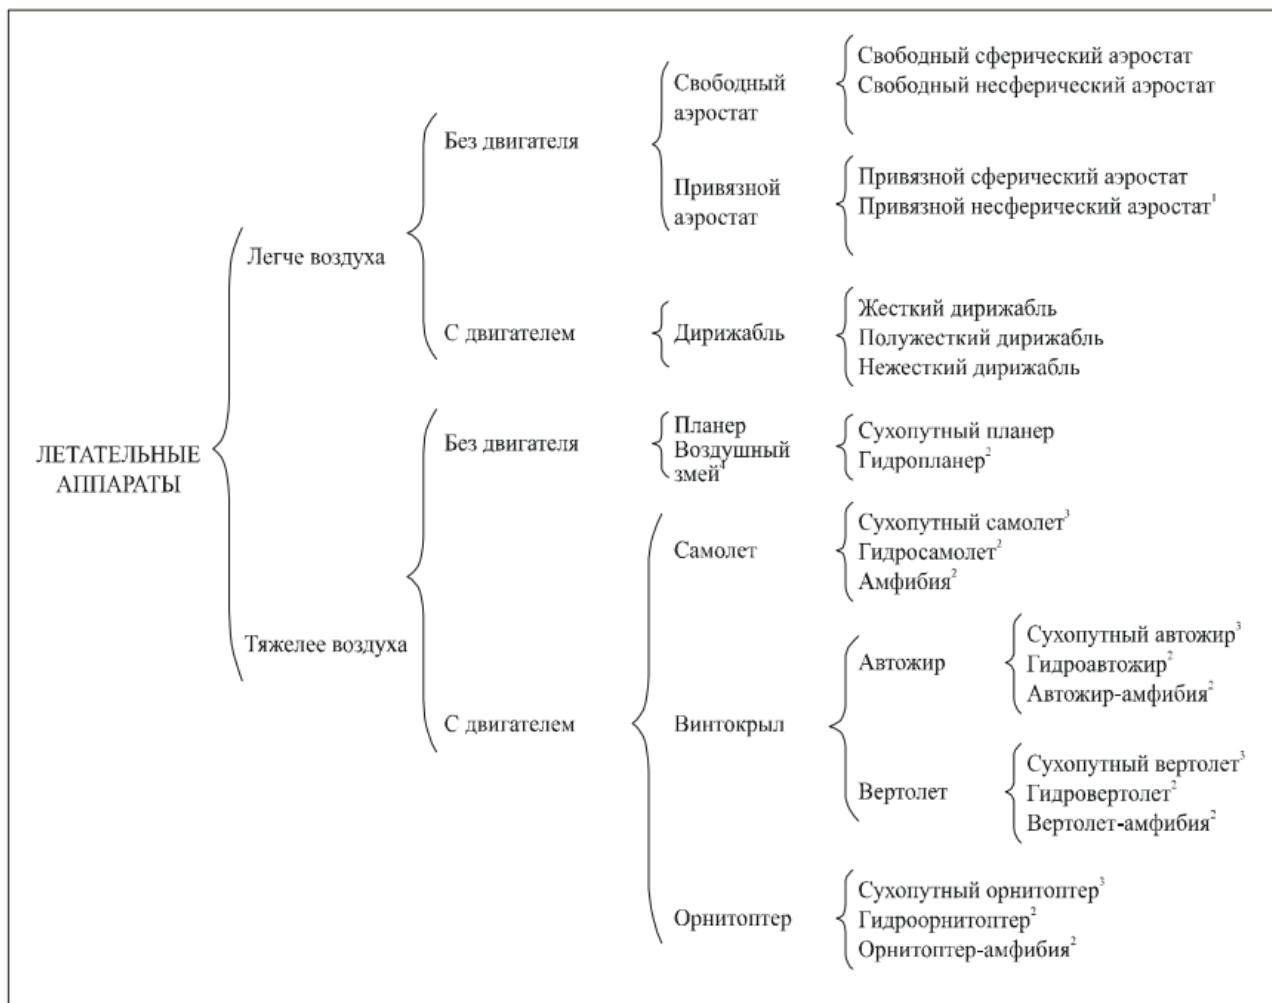 ЛЕТАТЕЛЬНЫЕ
АППАРАТЫ
Легче воздуха
Без двигателя
Свободный
аэростат
Свободный сферический аэростат
Свободный несферический аэростат
Привязной
аэростат
Привязной сферический аэростат
Привязной несферический аэростат¹
С двигателем
Дирижабль
Жесткий дирижабль
Полужесткий дирижабль
Нежесткий дирижабль
Тяжелее воздуха
Без двигателя
Планер
Воздушный
змей⁴
Сухопутный планер
Гидропланер²
С двигателем
Самолет
Сухопутный самолет³
Гидросамолет²
Амфибия²
Винтокрыл
Автожир
Сухопутный автожир³
Гидроавтожир²
Автожир-амфибия²
Вертолет
Сухопутный вертолет³
Гидровертолет²
Вертолет-амфибия²
Орнитоптер
Сухопутный орнитоптер³
Гидроорнитоптер²
Орнитоптер-амфибия²